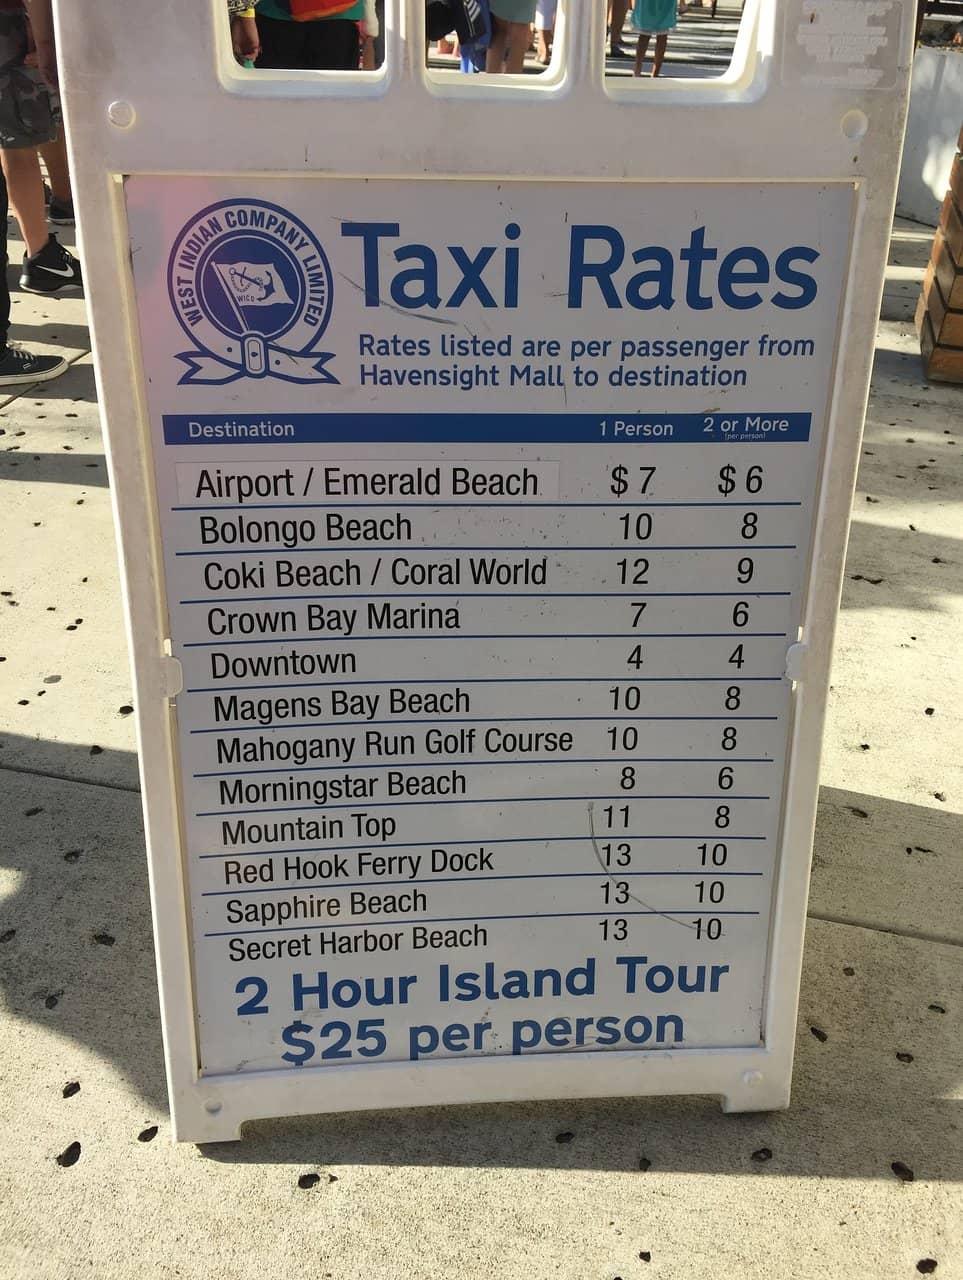 WEST INDIAN COMPANY LIMITED
WICO
Taxi Rates
Rates listed are per passenger from
Havensight Mall to destination
Destination 1 Person 2 or More
(per person)
Airport / Emerald Beach $ 7 $ 6
Bolongo Beach 10 8
Coki Beach / Coral World 12 9
Crown Bay Marina 7 6
Downtown 4 4
Magens Bay Beach 10 8
Mahogany Run Golf Course 10 8
Morningstar Beach 8 6
Mountain Top 11 8
Red Hook Ferry Dock 13 10
Sapphire Beach 13 10
Secret Harbor Beach 13 10
2 Hour Island Tour
$25 per person